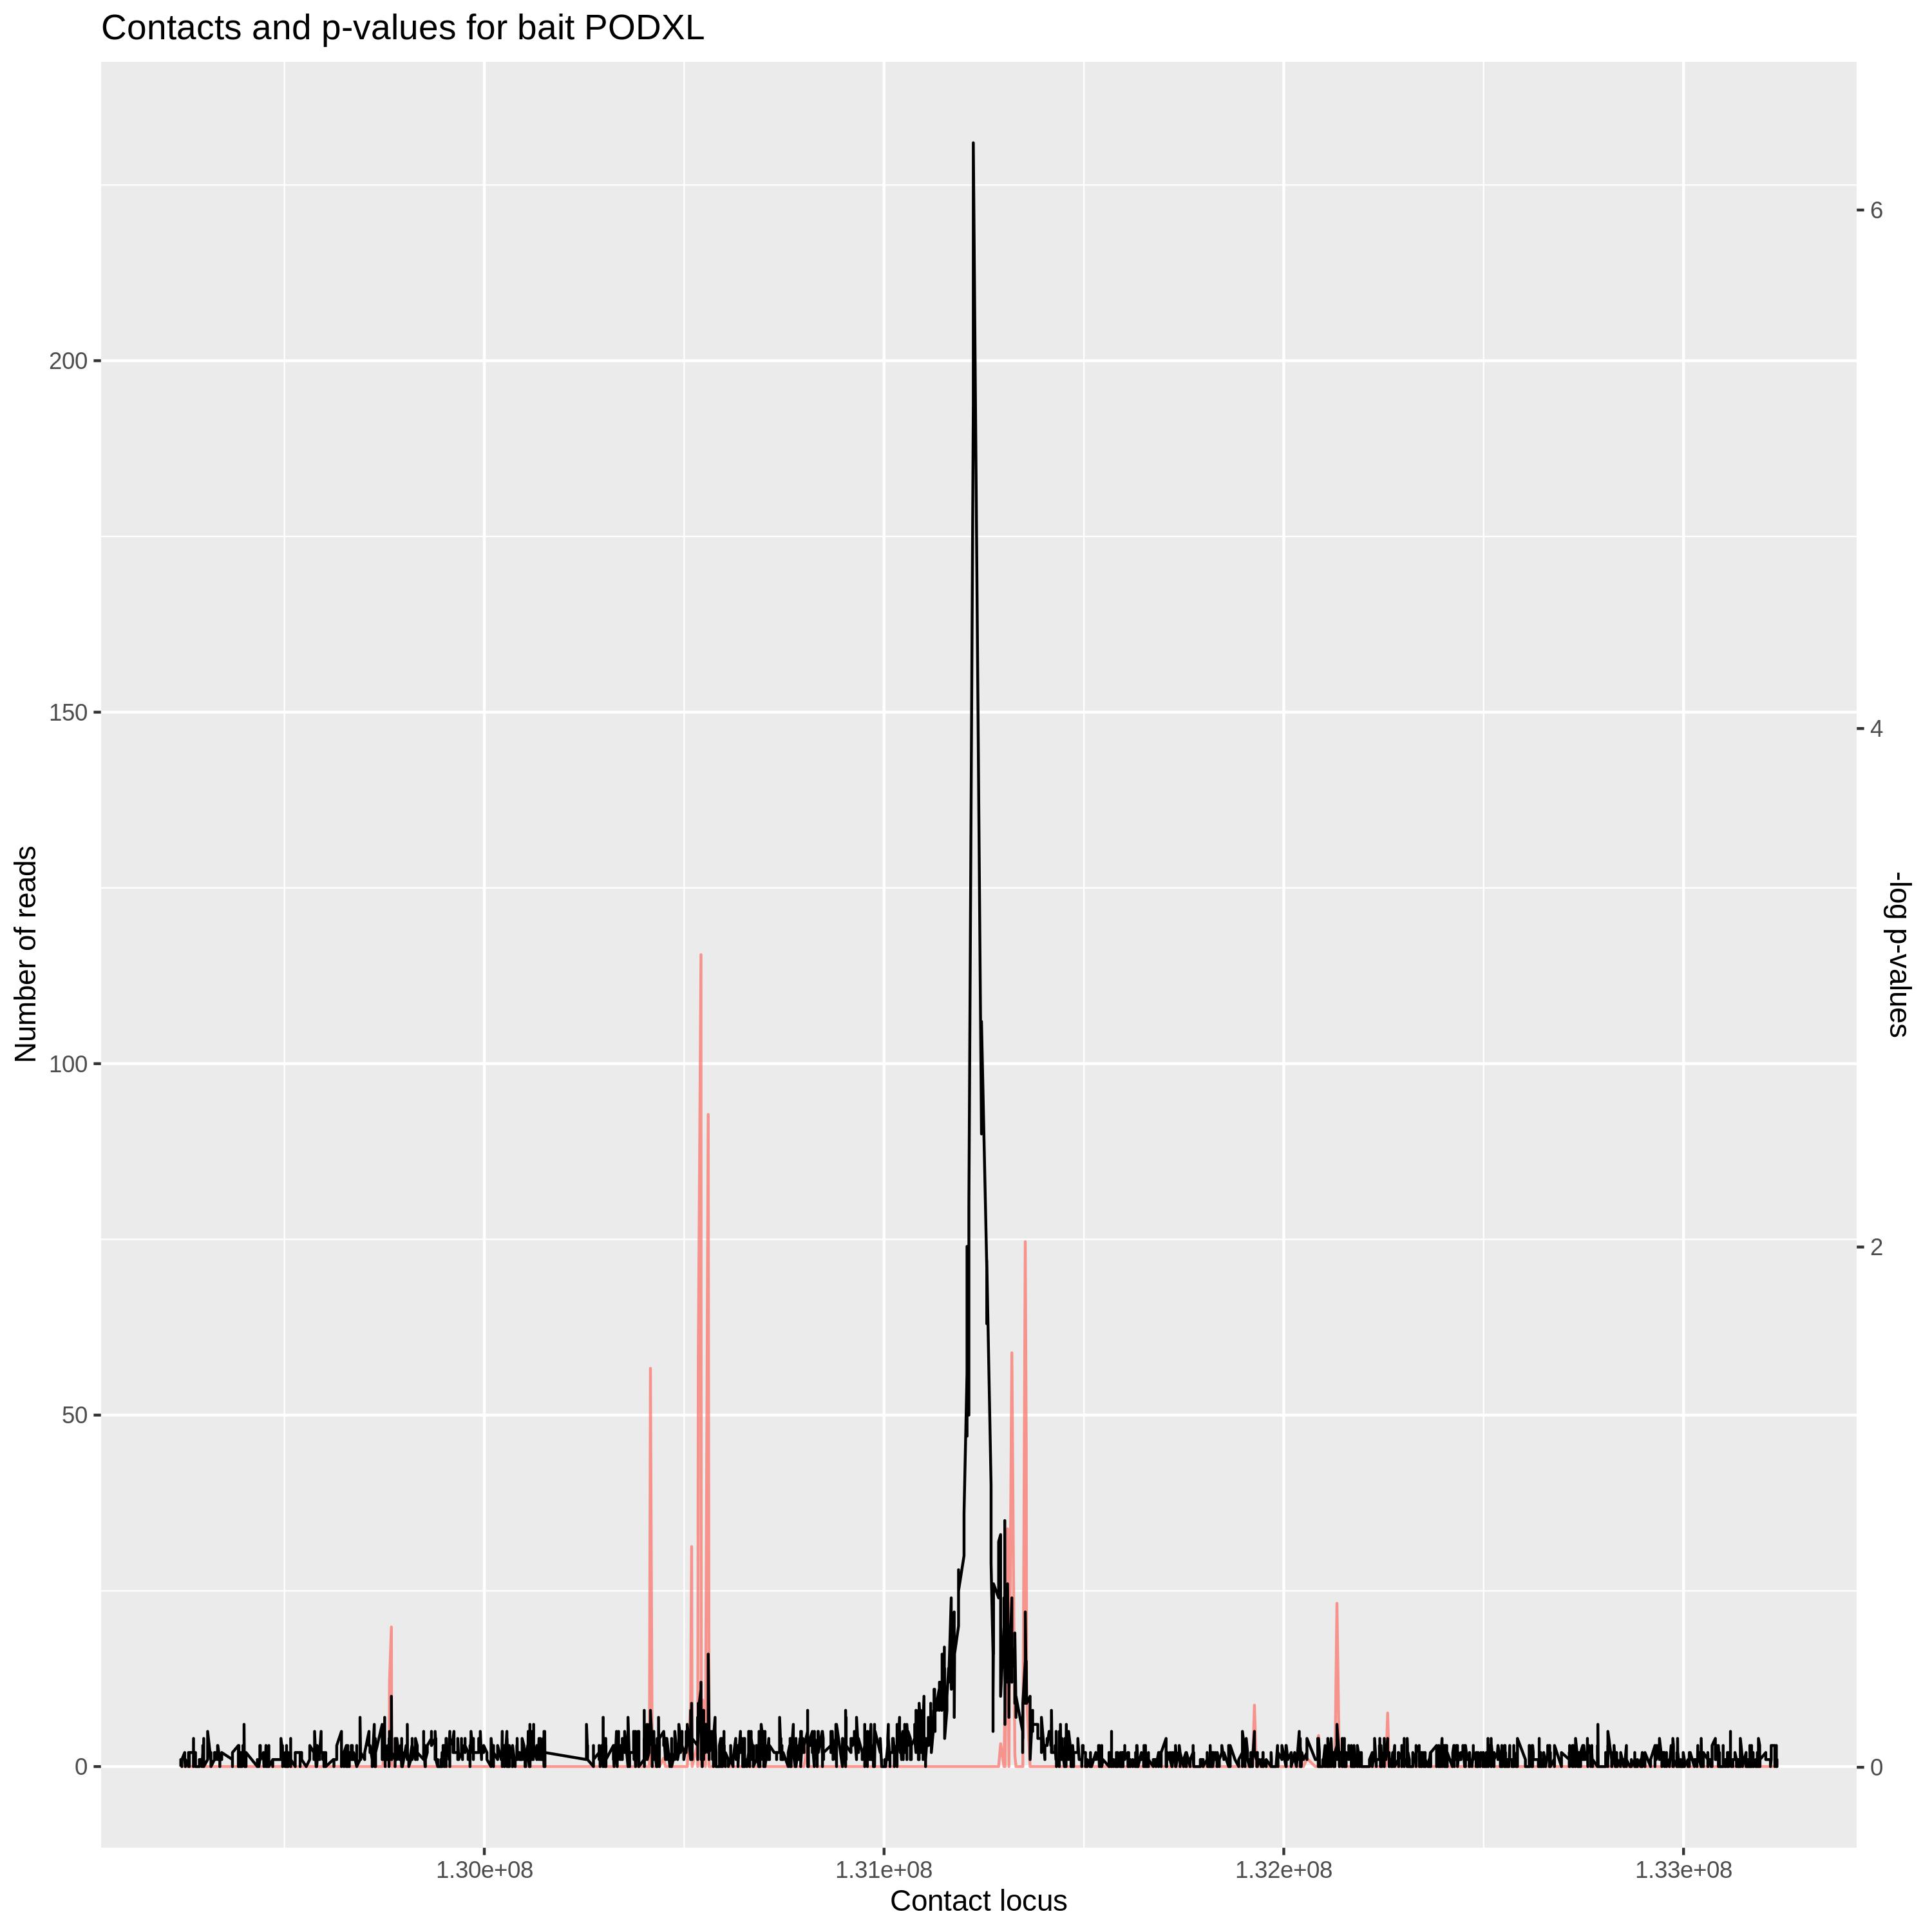 Contacts and p-values for bait PODXL
Number of reads
200
150
100
50
0
6
4
2
0
-log p-values
1.30e+08
1.31e+08
1.32e+08
1.33e+08
Contact locus